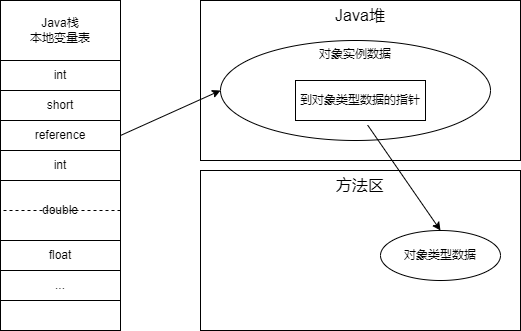 Java栈
本地变量表
int
short
reference
int
double
float
...
Java堆
对象实例数据
到对象类型数据的指针
方法区
对象类型数据